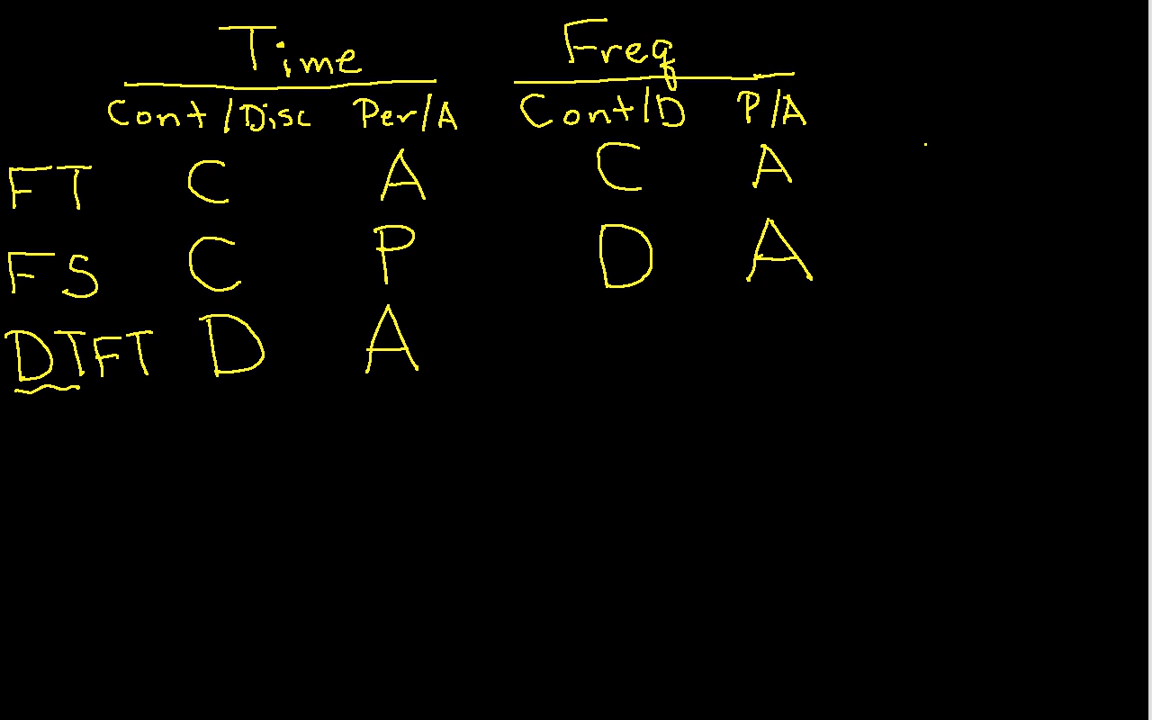 Time Freq
Cont/Disc Per/A Cont/D P/A
FT C A C A
FS C P D A
DTFT D A